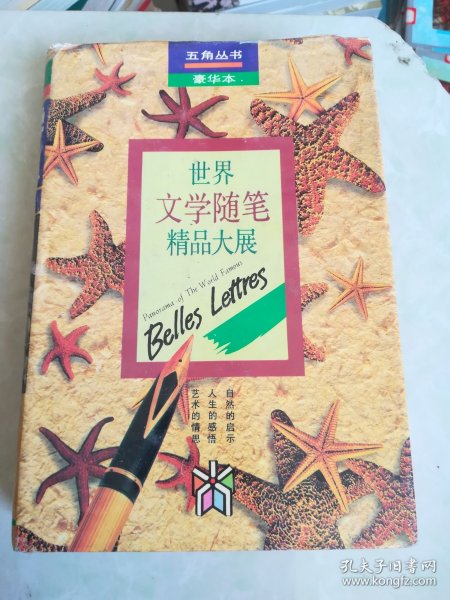 五角丛书
豪华本
世界
文学随笔
精品大展
Panorama of The World Famous
Belles Lettres
自然的启示
人生的感悟
艺术的情思
孔夫子旧书网
www.kongfz.com